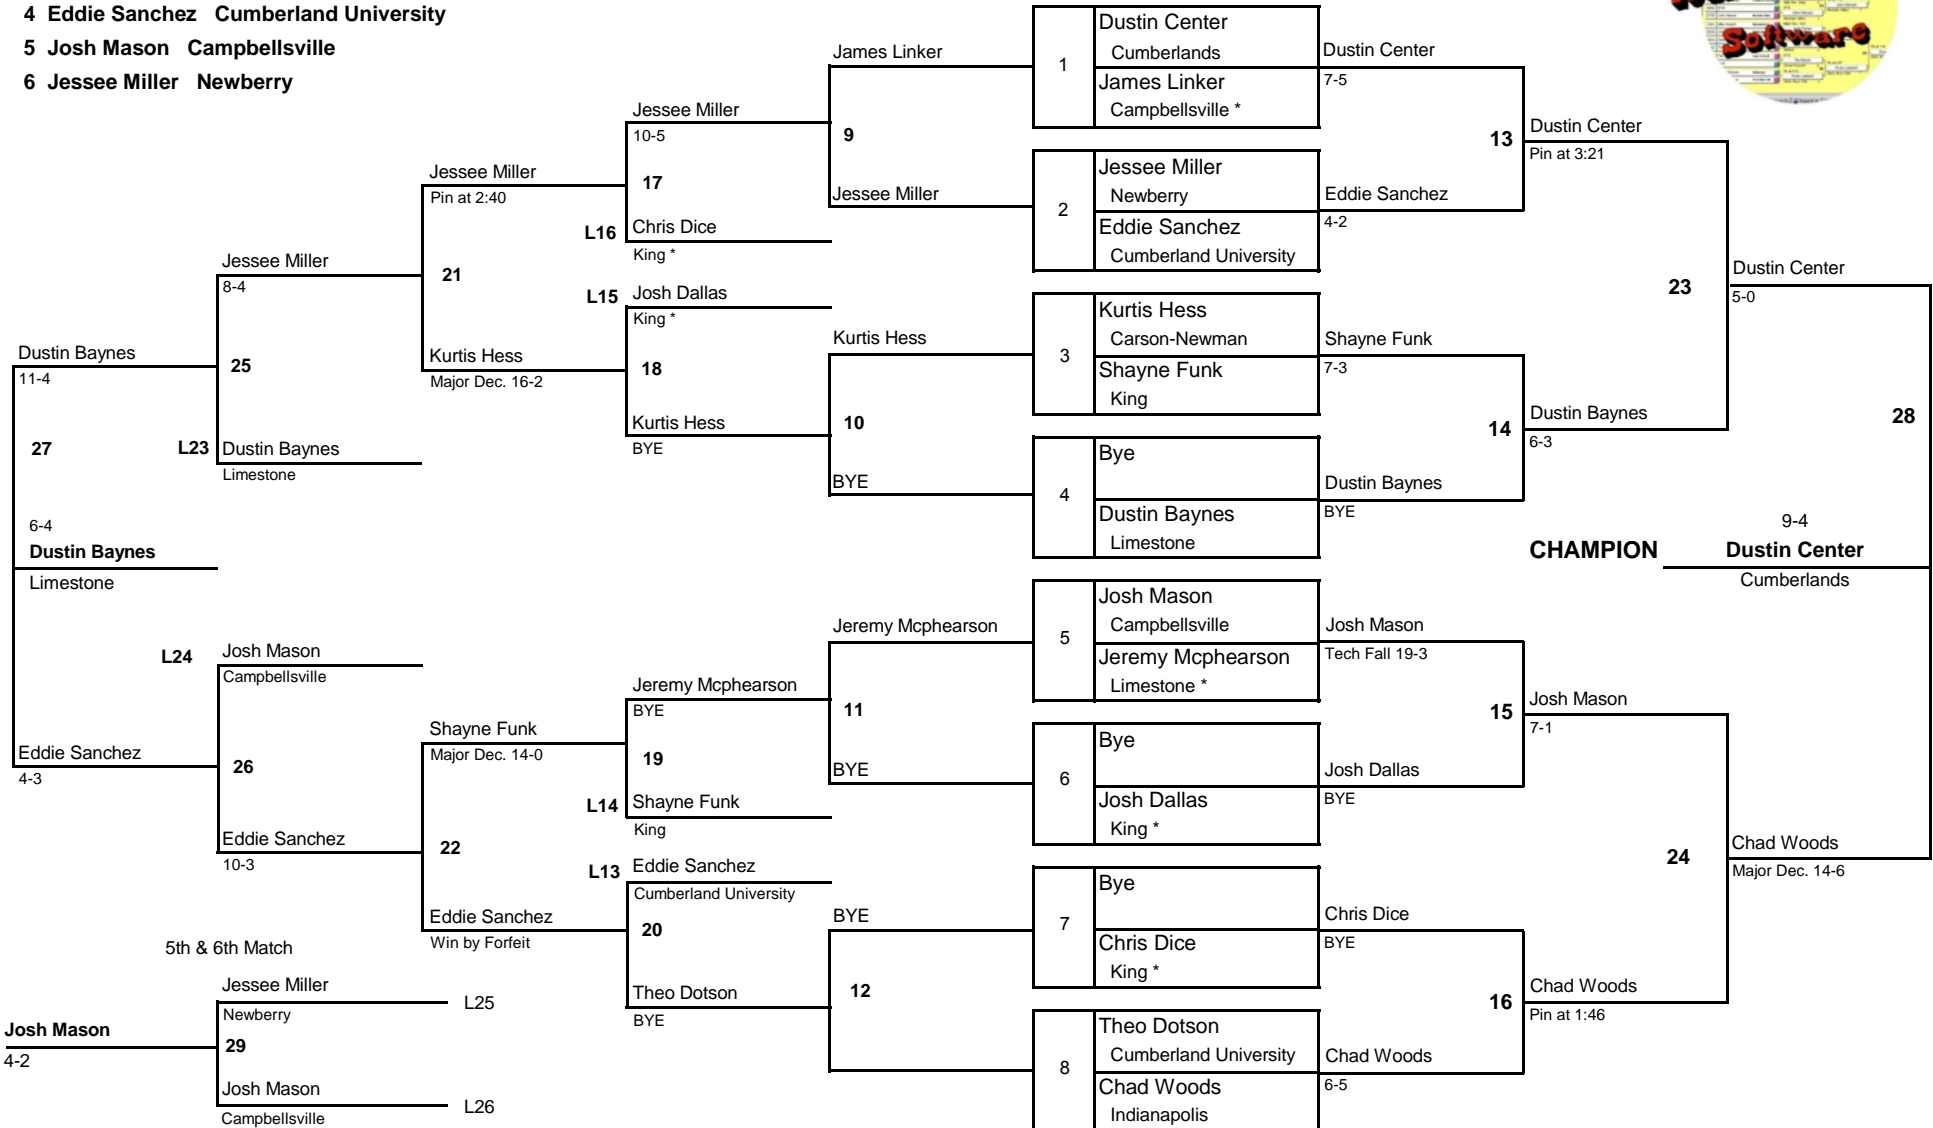 4 Eddie Sanchez Cumberland University
5 Josh Mason Campbellsville
6 Jessee Miller Newberry
Software
Dustin Center
Cumberlands
1
James Linker
Campbellsville *
Jessee Miller
Newberry
2
Eddie Sanchez
Cumberland University
Kurtis Hess
Carson-Newman
3
Shayne Funk
King
Bye
4
Dustin Baynes
Limestone
Josh Mason
Campbellsville
5
Jeremy Mcphearson
Limestone *
Bye
6
Josh Dallas
King *
Bye
7
Chris Dice
King *
Theo Dotson
Cumberland University
8
Chad Woods
Indianapolis
Dustin Center
7-5
13
Eddie Sanchez
4-2
Shayne Funk
7-3
14
Dustin Baynes
BYE
Josh Mason
Tech Fall 19-3
15
Josh Dallas
BYE
Chris Dice
BYE
16
Chad Woods
6-5
Dustin Center
Pin at 3:21
23
Dustin Baynes
6-3
Josh Mason
7-1
24
Chad Woods
Pin at 1:46
Dustin Center
5-0
28
Chad Woods
Major Dec. 14-6
9-4
CHAMPION Dustin Center
Cumberlands
James Linker
9
Jessee Miller
Kurtis Hess
10
BYE
Jeremy Mcphearson
11
BYE
BYE
12
Jessee Miller
10-5
17
L16 Chris Dice
King *
L15 Josh Dallas
King *
18
Kurtis Hess
BYE
Jeremy Mcphearson
BYE
19
L14 Shayne Funk
King
L13 Eddie Sanchez
Cumberland University
20
Theo Dotson
BYE
Jessee Miller
Pin at 2:40
21
Kurtis Hess
Major Dec. 16-2
Shayne Funk
Major Dec. 14-0
22
Eddie Sanchez
Win by Forfeit
Jessee Miller
8-4
25
L23 Dustin Baynes
Limestone
L24 Josh Mason
Campbellsville
26
Eddie Sanchez
10-3
Dustin Baynes
11-4
27
6-4
Dustin Baynes
Limestone
Eddie Sanchez
4-3
5th & 6th Match
Jessee Miller
L25
Newberry
Josh Mason
29
4-2
Josh Mason
L26
Campbellsville